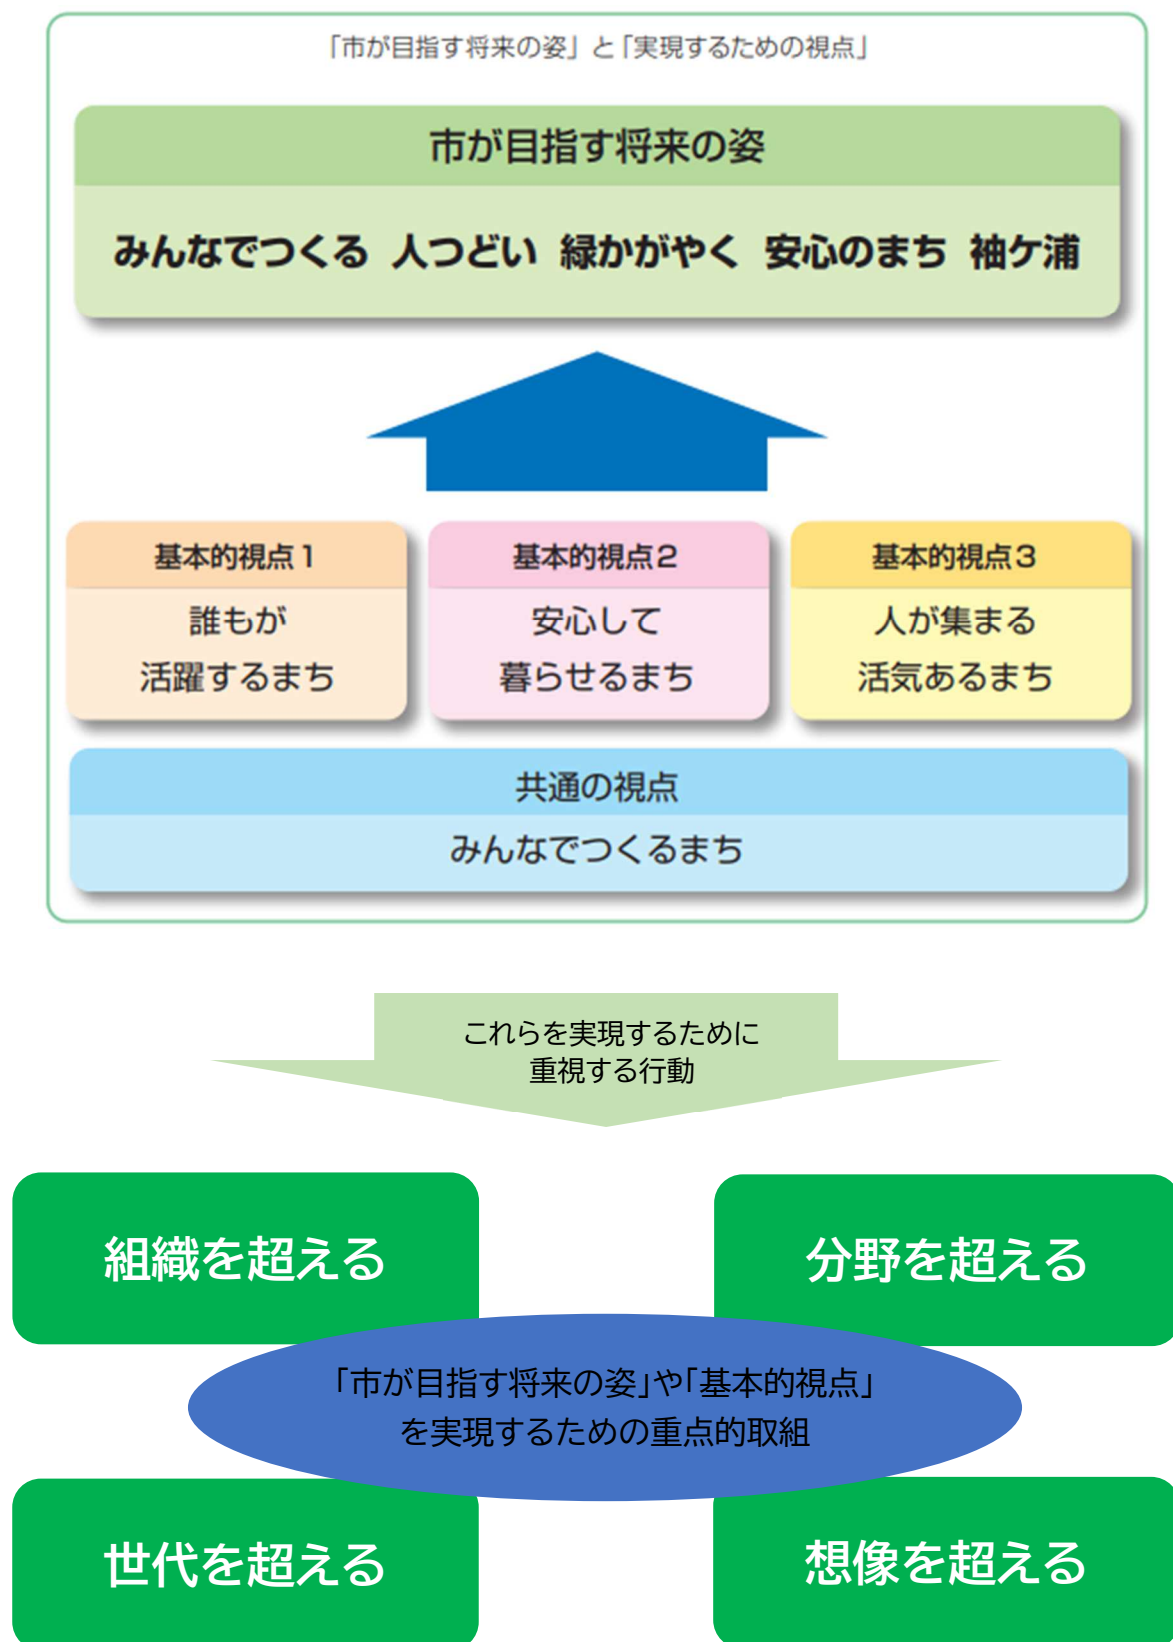 「市が目指す将来の姿」と「実現するための視点」
市が目指す将来の姿
みんなでつくる 人つどい 緑かがやく 安心のまち 袖ケ浦
基本的視点1
誰もが
活躍するまち
基本的視点2
安心して
暮らせるまち
基本的視点3
人が集まる
活気あるまち
共通の視点
みんなでつくるまち
これらを実現するために
重視する行動
組織を超える
分野を超える
「市が目指す将来の姿」や「基本的視点」
を実現するための重点的取組
世代を超える
想像を超える